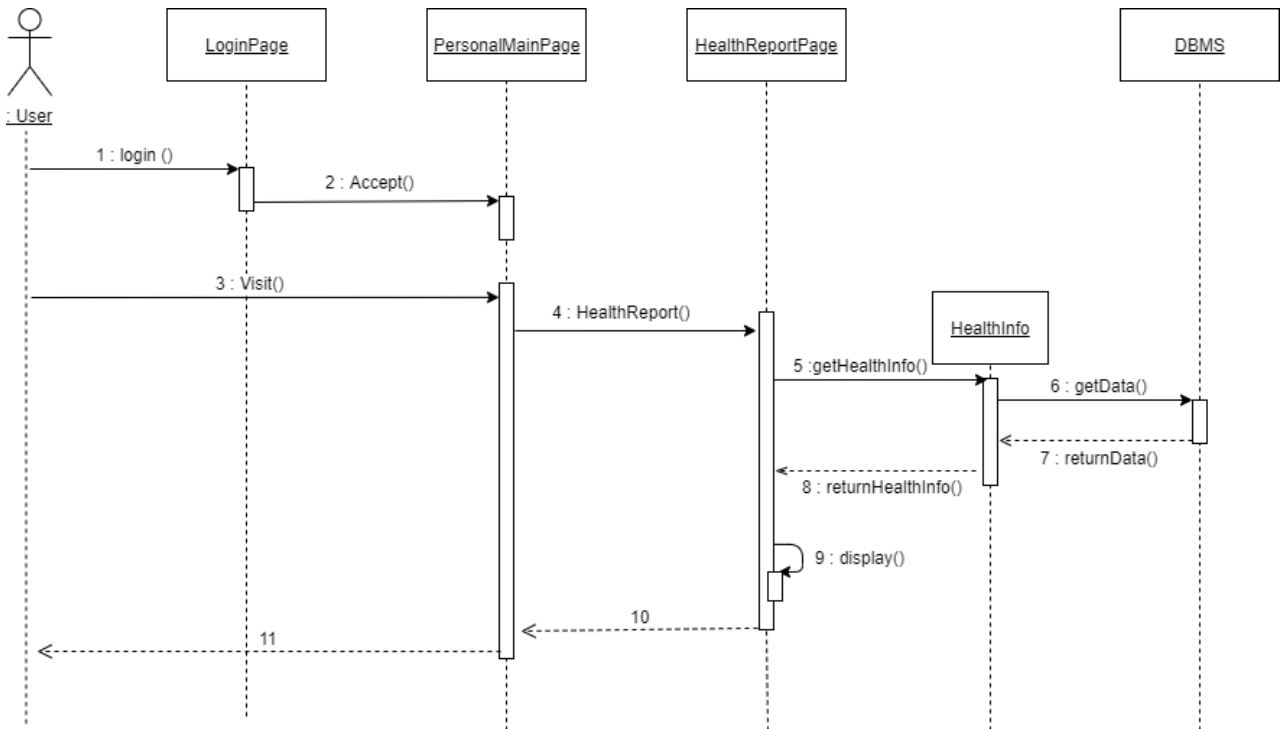 LoginPage
PersonalMainPage
HealthReportPage
DBMS
: User
1 : login ()
2 : Accept()
3 : Visit()
4 : HealthReport()
HealthInfo
5 :getHealthInfo()
6 : getData()
7 : returnData()
8 : returnHealthInfo()
9 : display()
10
11